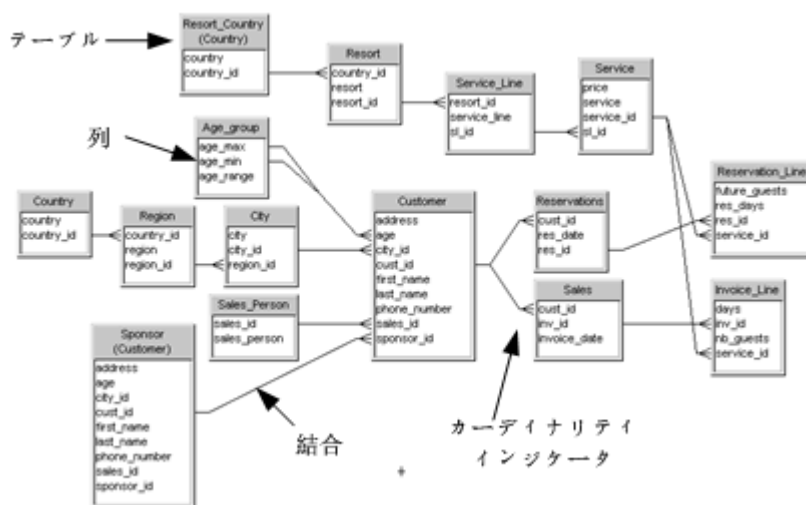 テーブル
Resort_Country
(Country)
country
country_id
Resort
country_id
resort
resort_id
Service_Line
resort_id
service_line
sl_id
Service
price
service
service_id
sl_id
列
Age_group
age_max
age_min
age_range
Country
country
country_id
Region
country_id
region
region_id
City
city
city_id
region_id
Customer
address
age
city_id
cust_id
first_name
last_name
phone_number
sales_id
sponsor_id
Reservations
cust_id
res_date
res_id
Reservation_Line
future_guests
res_days
res_id
service_id
Sales_Person
sales_id
sales_person
Sales
cust_id
inv_id
invoice_date
Invoice_Line
days
inv_id
nb_guests
service_id
Sponsor
(Customer)
address
age
city_id
cust_id
first_name
last_name
phone_number
sales_id
sponsor_id
結合
カーディナリティ
インジケータ